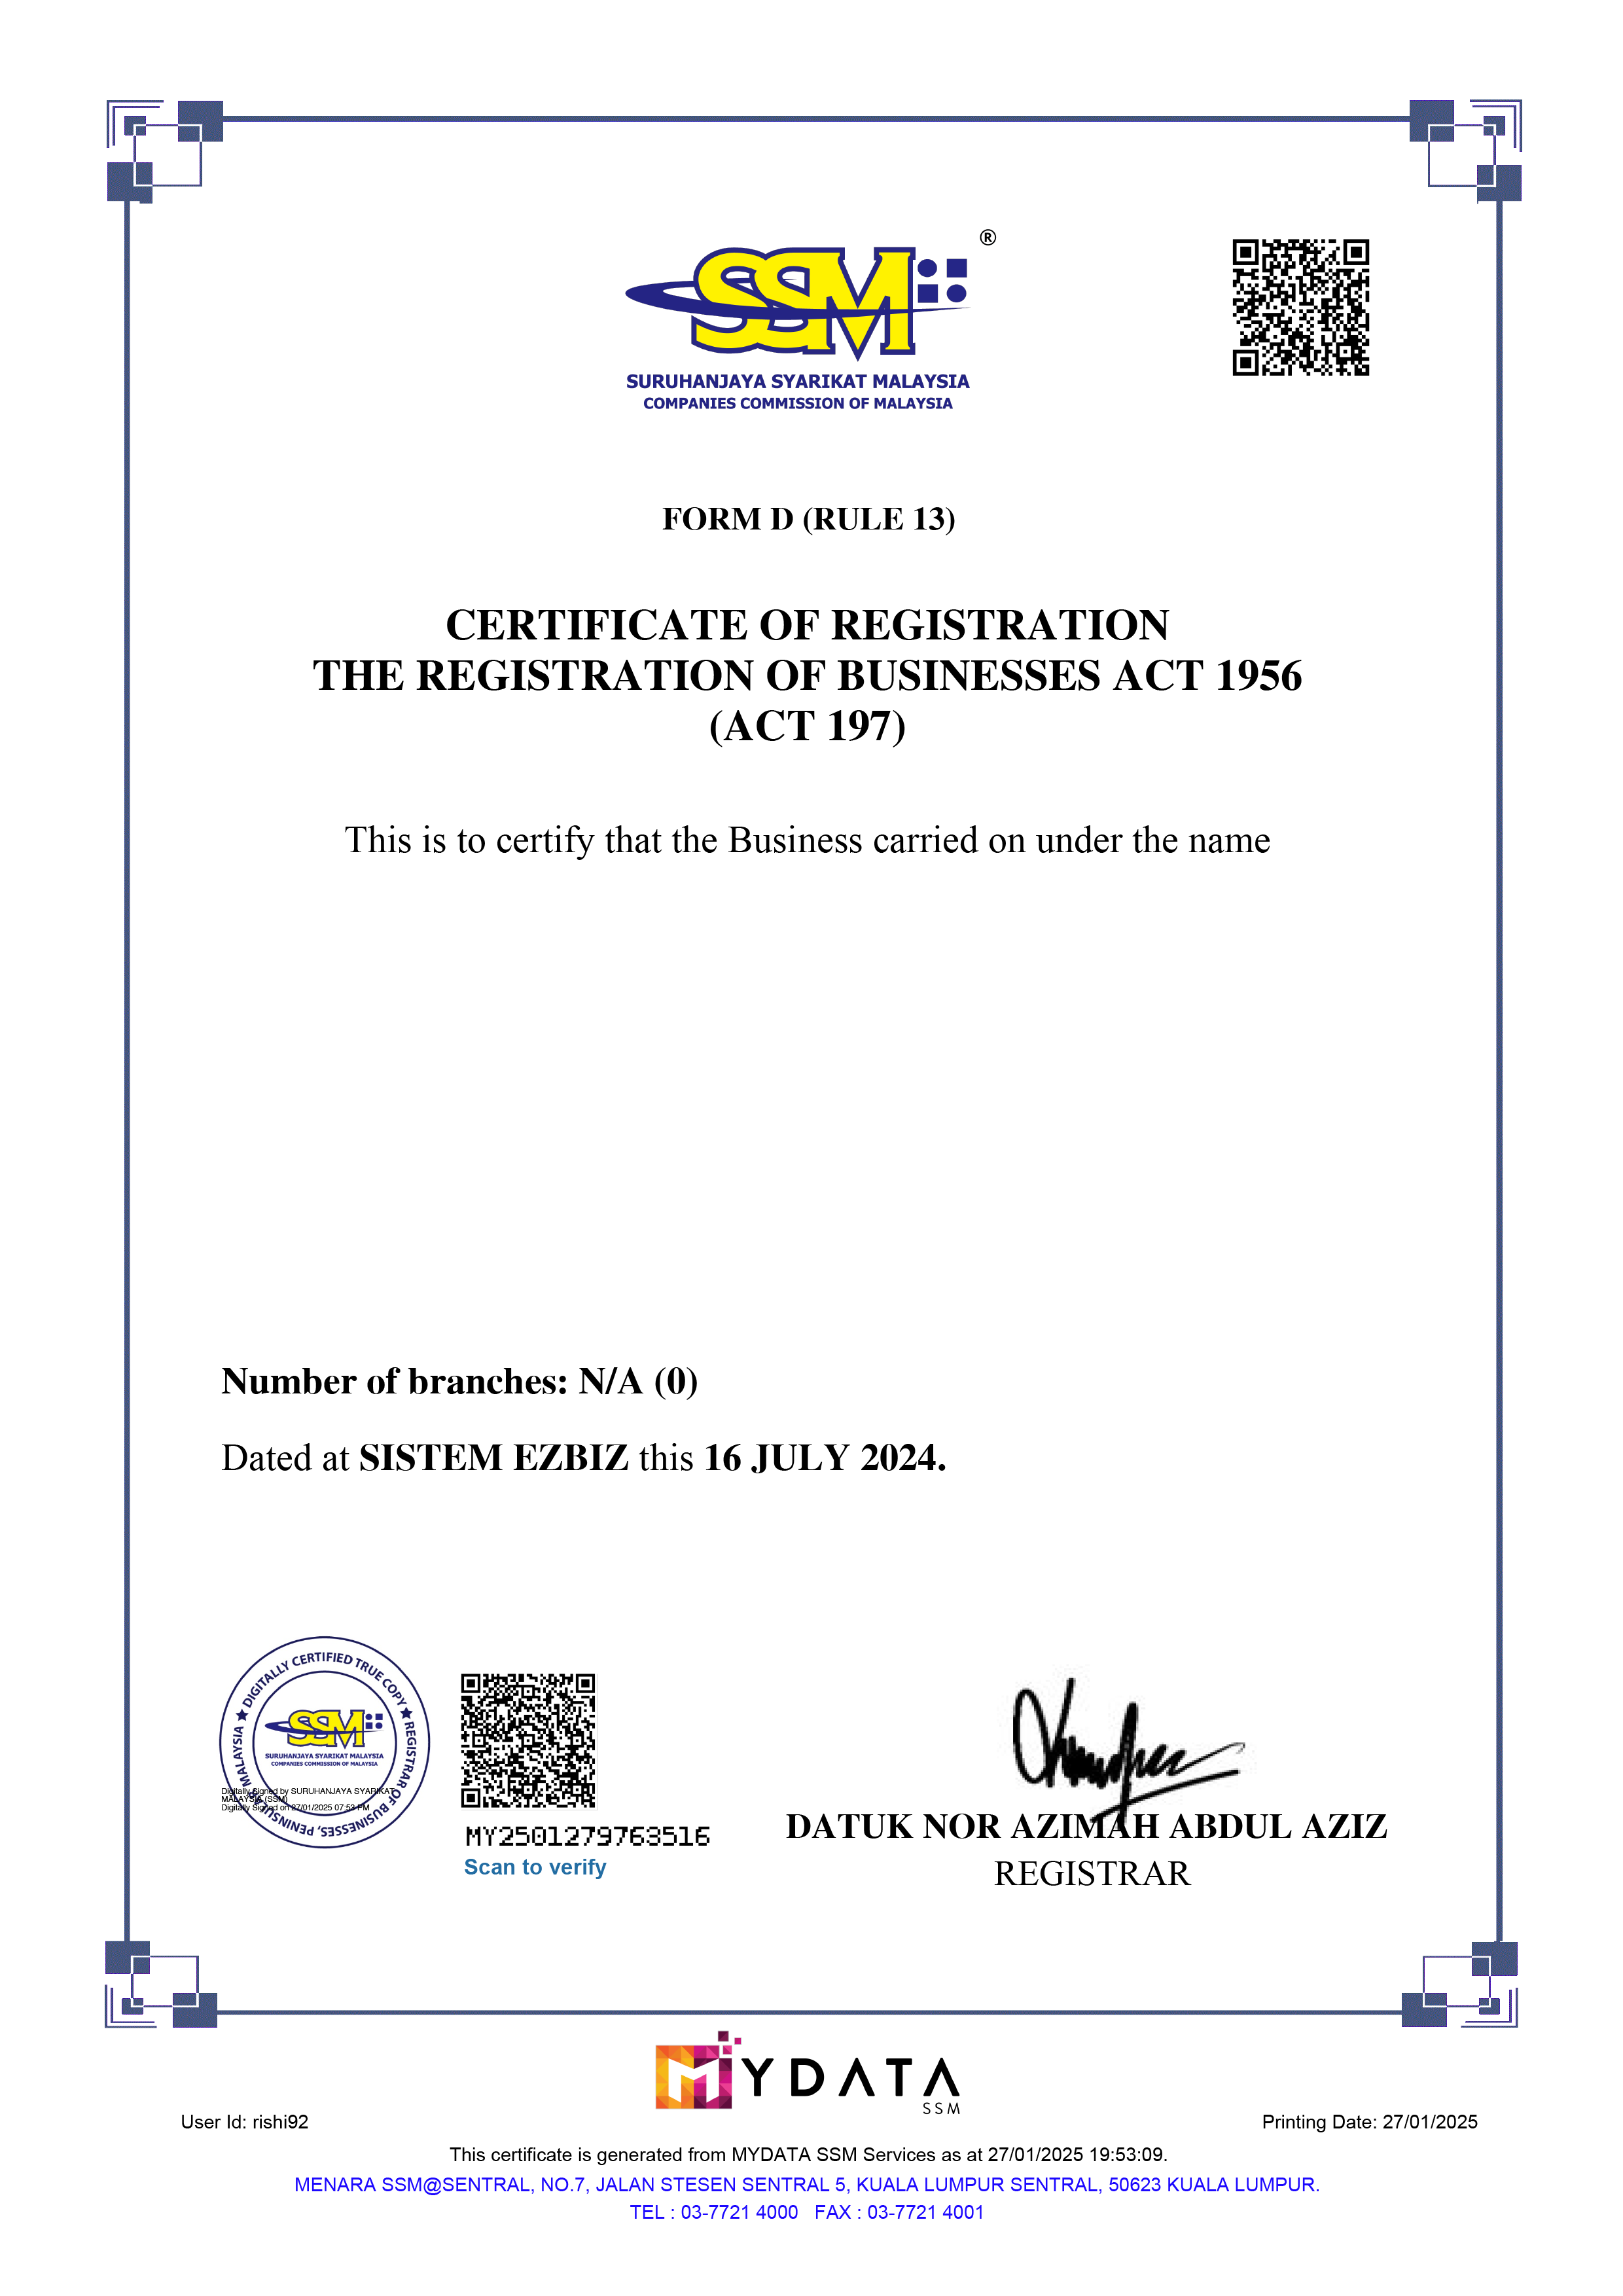 SSM ®
SURUHANJAYA SYARIKAT MALAYSIA
COMPANIES COMMISSION OF MALAYSIA
FORM D (RULE 13)
CERTIFICATE OF REGISTRATION
THE REGISTRATION OF BUSINESSES ACT 1956
(ACT 197)
This is to certify that the Business carried on under the name
Number of branches: N/A (0)
Dated at SISTEM EZBIZ this 16 JULY 2024.
★ DIGITALLY CERTIFIED TRUE COPY ★ REGISTRAR OF BUSINESSES, PENINSULAR MALAYSIA
SSM
SURUHANJAYA SYARIKAT MALAYSIA
COMPANIES COMMISSION OF MALAYSIA
Digitally Signed by SURUHANJAYA SYARIKAT
MALAYSIA (SSM)
Digitally Signed on 27/01/2025 07:53 PM
MY2501279763516
Scan to verify
DATUK NOR AZIMAH ABDUL AZIZ
REGISTRAR
MYDATA
SSM
User Id: rishi92
Printing Date: 27/01/2025
This certificate is generated from MYDATA SSM Services as at 27/01/2025 19:53:09.
MENARA SSM@SENTRAL, NO.7, JALAN STESEN SENTRAL 5, KUALA LUMPUR SENTRAL, 50623 KUALA LUMPUR.
TEL : 03-7721 4000 FAX : 03-7721 4001